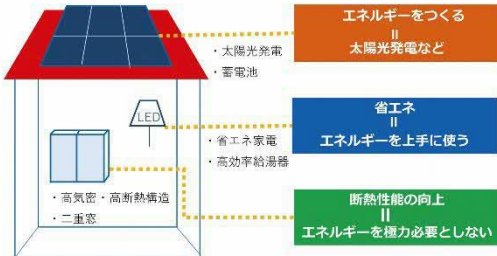 エネルギーをつくる
=
太陽光発電など
・太陽光発電
・蓄電池
LED
省エネ
=
エネルギーを上手に使う
・省エネ家電
・高効率給湯器
・高気密・高断熱構造
・二重窓
断熱性能の向上
=
エネルギーを極力必要としない